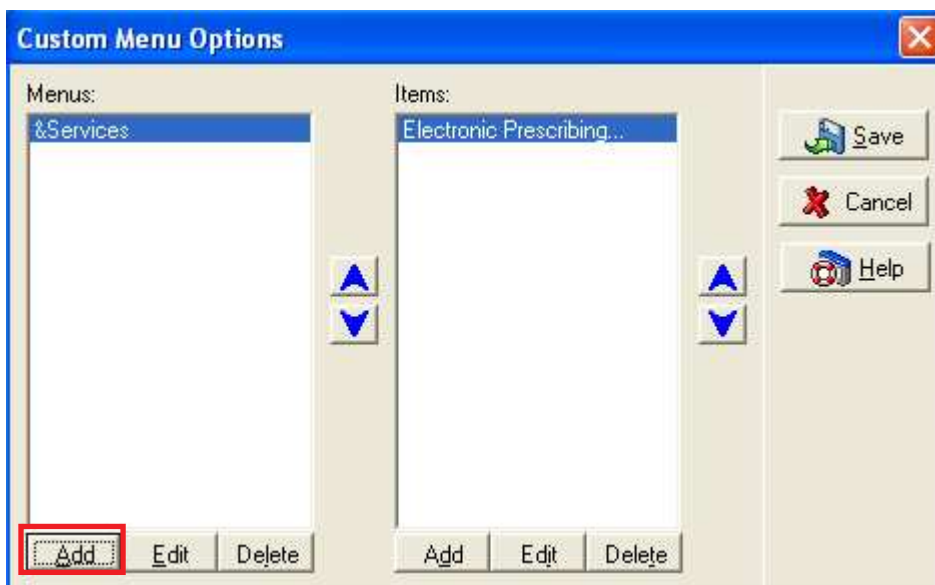 Custom Menu Options
Menus:
&Services
Add Edit Delete
Items:
Electronic Prescribing...
Add Edit Delete
Save
Cancel
Help